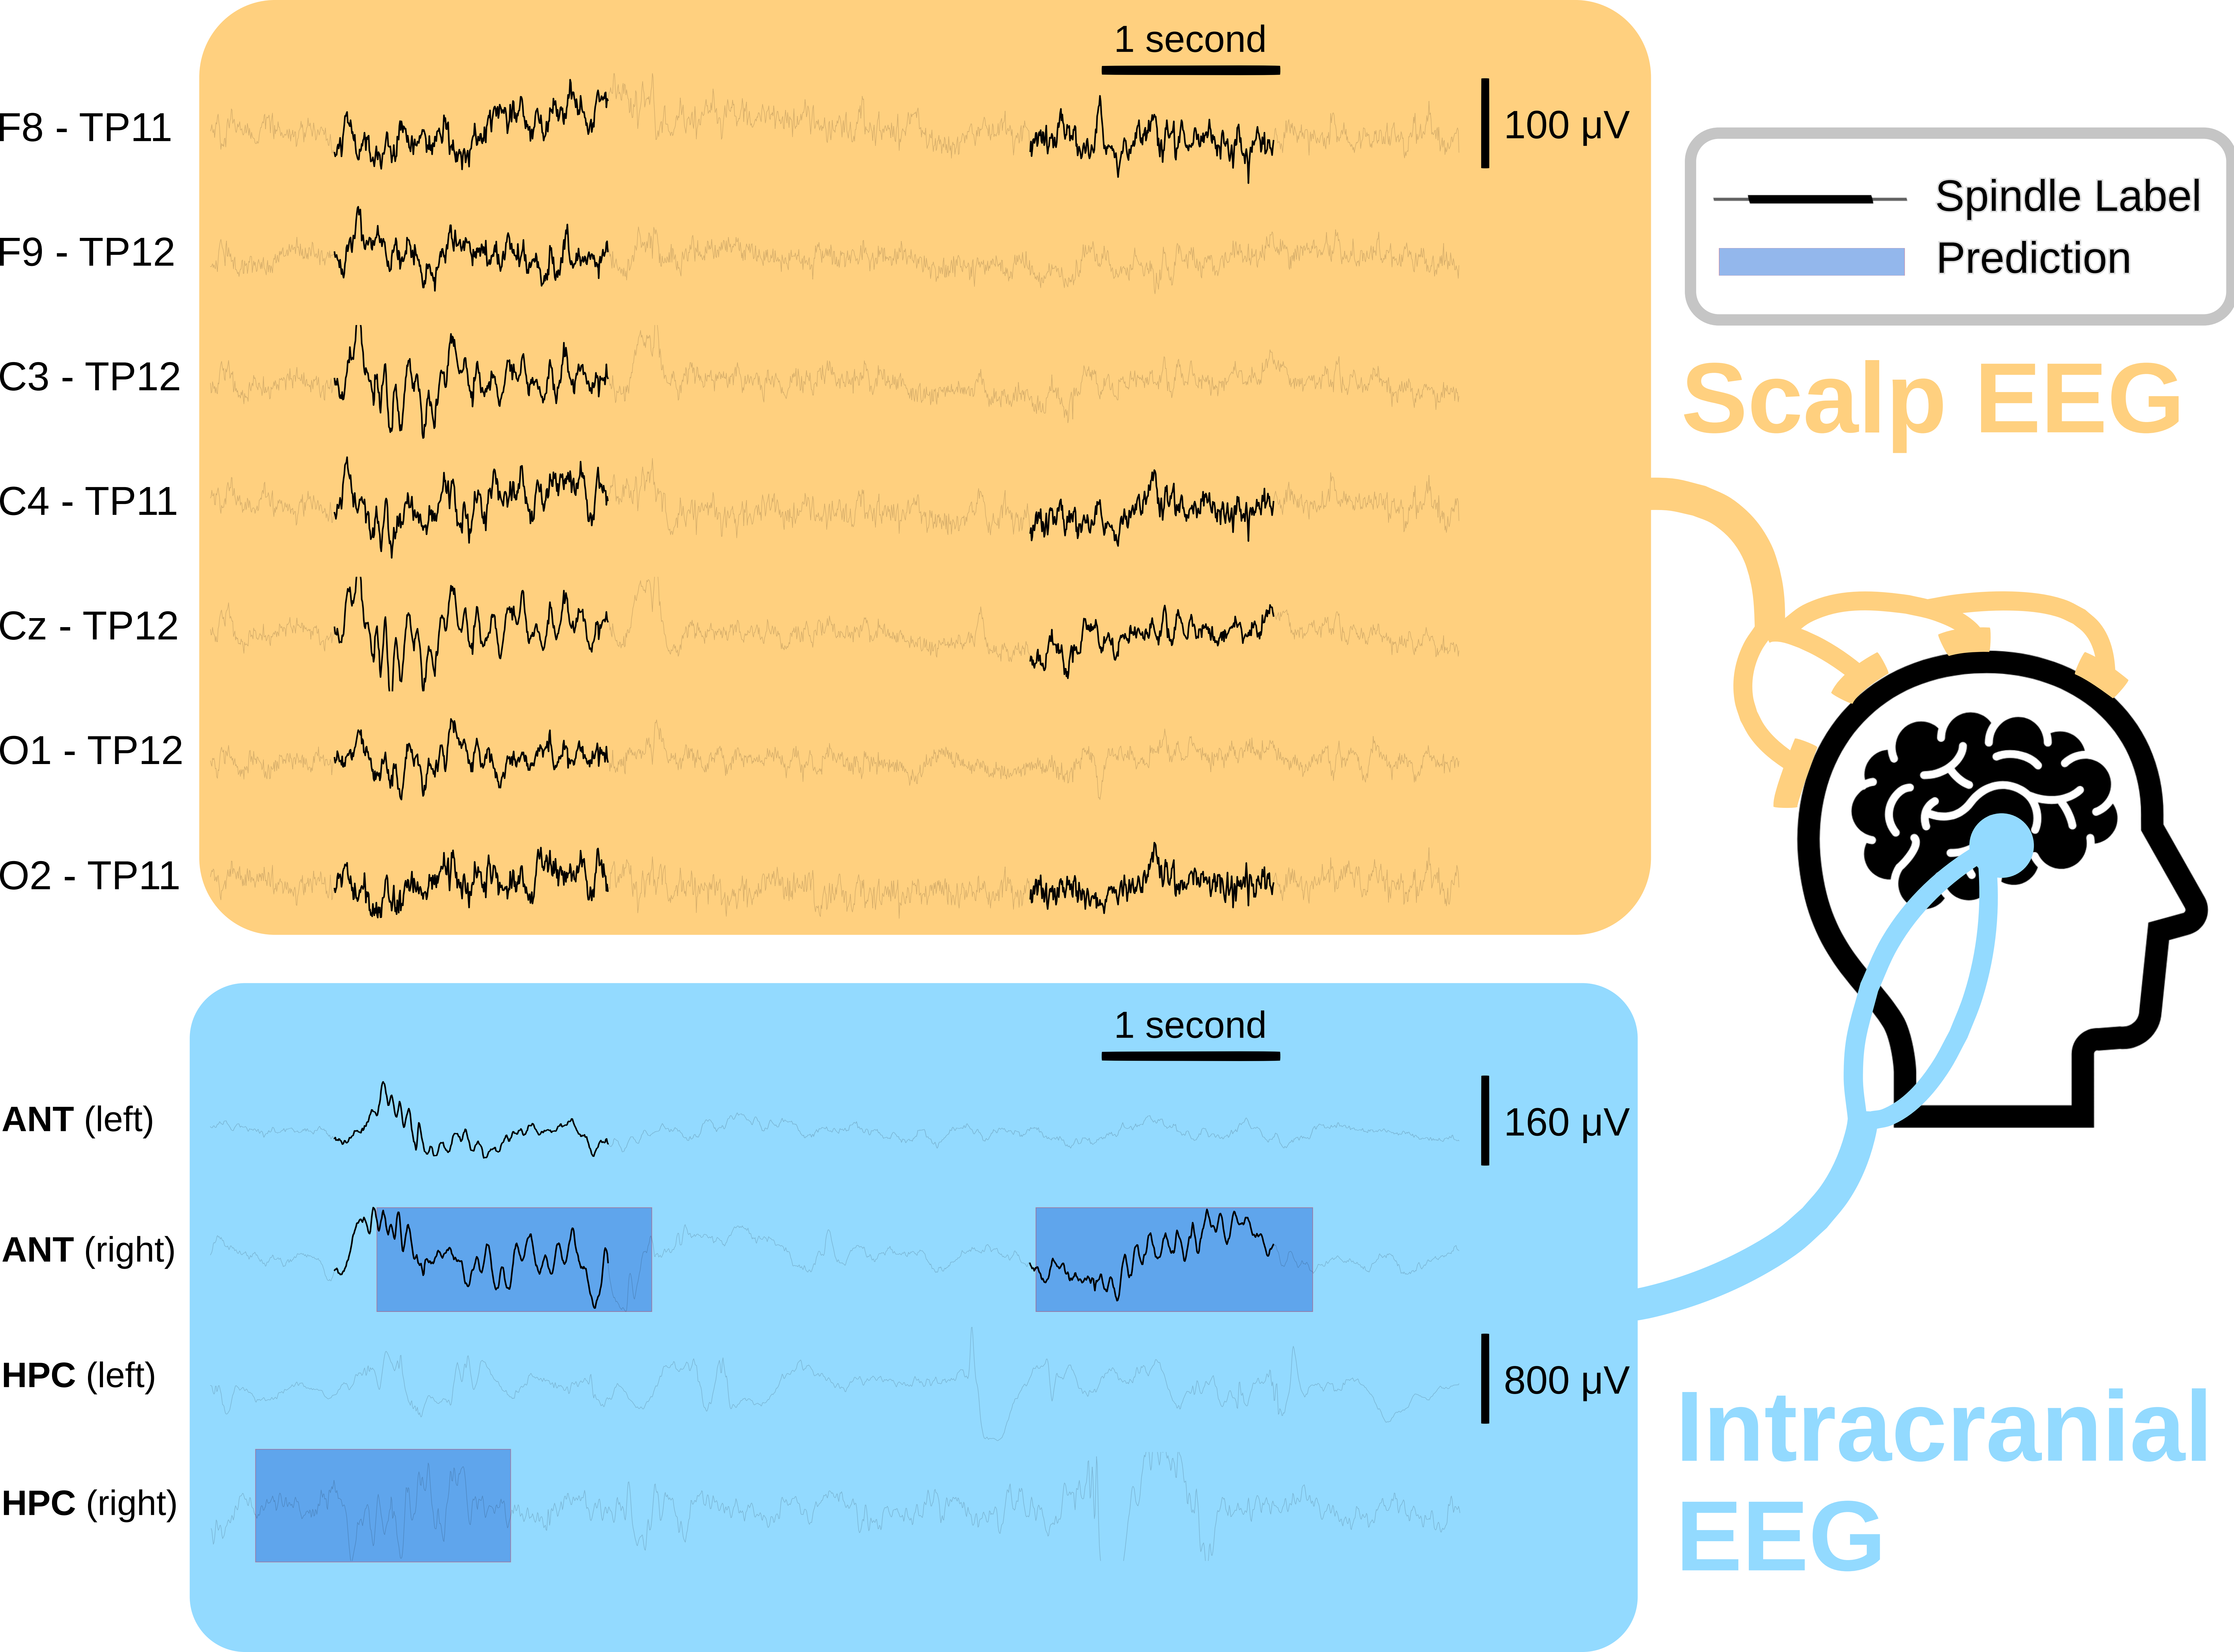 1 second
F8 - TP11
100 μV
F9 - TP12
C3 - TP12
C4 - TP11
Cz - TP12
O1 - TP12
O2 - TP11
Spindle Label
Prediction
Scalp EEG
1 second
ANT (left)
160 μV
ANT (right)
HPC (left)
800 μV
HPC (right)
Intracranial
EEG